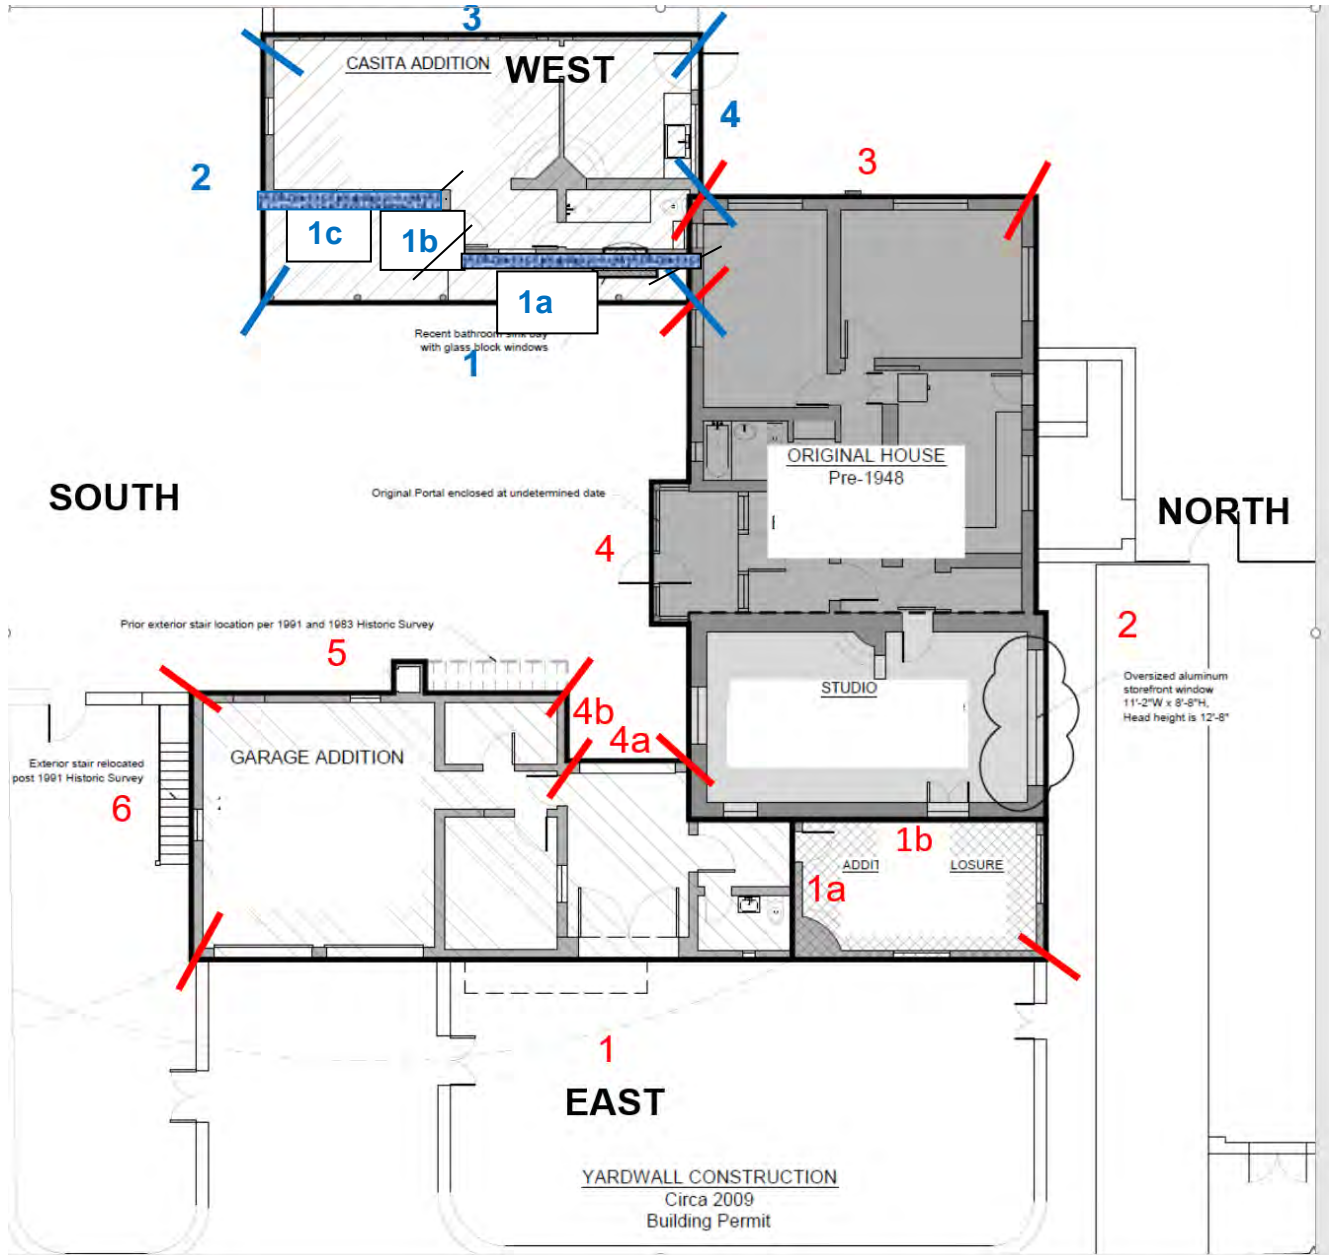 3
CASITA ADDITION
WEST
4
2
3
1c
1b
1a
Recent bathroom sink bay
with glass block windows
1
SOUTH
ORIGINAL HOUSE
Pre-1948
NORTH
Original Portal enclosed at undetermined date
4
Prior exterior stair location per 1991 and 1983 Historic Survey
2
5
Oversized aluminum
storefront window
11'-2"W x 8'-8"H,
Head height is 12'-8"
STUDIO
4b
4a
GARAGE ADDITION
Exterior stair relocated
post 1991 Historic Survey
6
1b
ADDIT
LOSURE
1a
1
EAST
YARDWALL CONSTRUCTION
Circa 2009
Building Permit